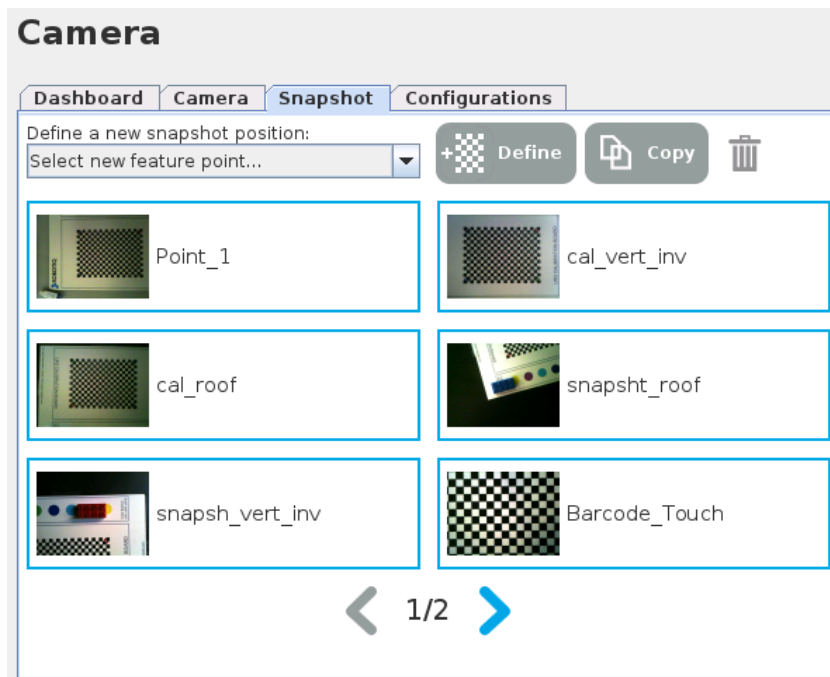 Camera
Dashboard Camera Snapshot Configurations
Define a new snapshot position:
Select new feature point...
+ Define Copy
Point_1 cal_vert_inv
cal_roof snapsht_roof
snapsh_vert_inv Barcode_Touch
1/2